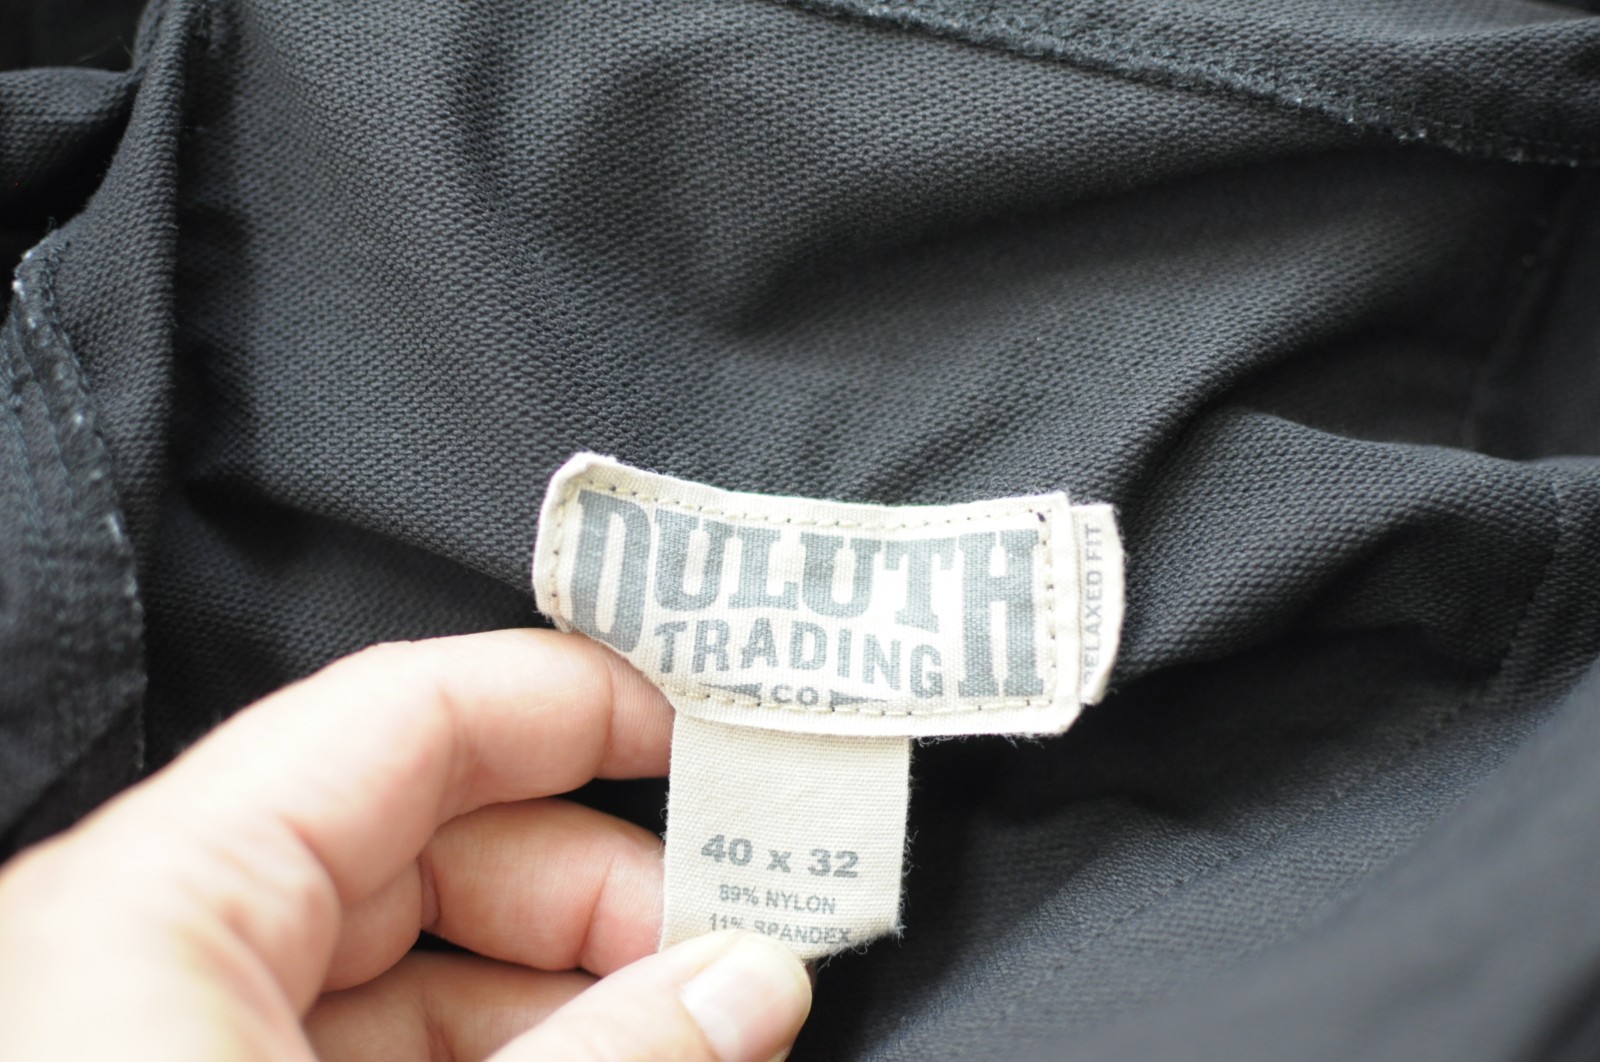 DULUTH
TRADING
CO
RELAXED FIT
40 x 32
89% NYLON
11% SPANDEX